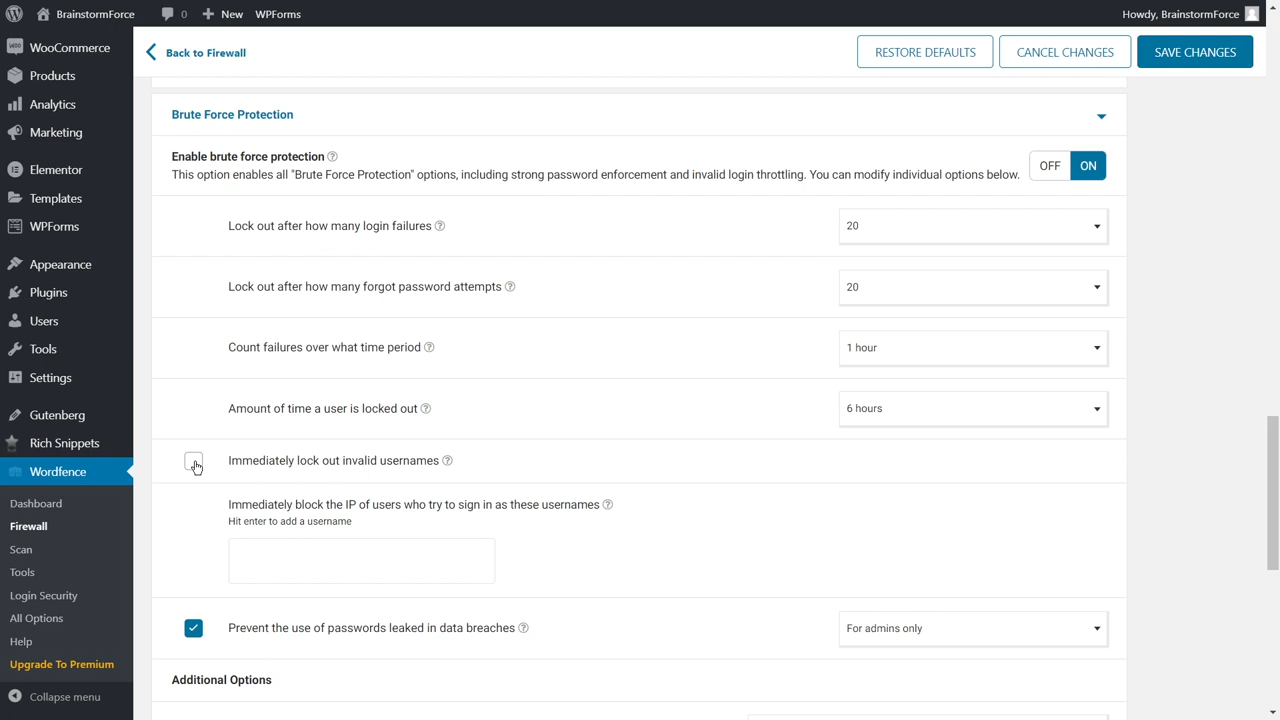 BrainstormForce 0 New WPForms Howdy, BrainstormForce
WooCommerce
Products
Analytics
Marketing
Elementor
Templates
WPForms
Appearance
Plugins
Users
Tools
Settings
Gutenberg
Rich Snippets
Wordfence
Dashboard
Firewall
Scan
Tools
Login Security
All Options
Help
Upgrade To Premium
Collapse menu
Back to Firewall RESTORE DEFAULTS CANCEL CHANGES SAVE CHANGES
Brute Force Protection
Enable brute force protection
This option enables all "Brute Force Protection" options, including strong password enforcement and invalid login throttling. You can modify individual options below. OFF ON
Lock out after how many login failures 20
Lock out after how many forgot password attempts 20
Count failures over what time period 1 hour
Amount of time a user is locked out 6 hours
Immediately lock out invalid usernames
Immediately block the IP of users who try to sign in as these usernames
Hit enter to add a username
Prevent the use of passwords leaked in data breaches For admins only
Additional Options